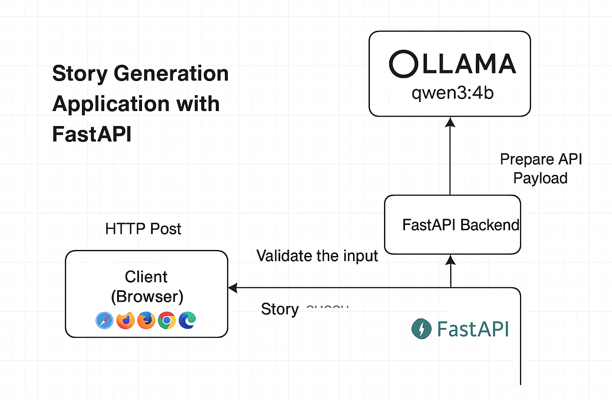 Story Generation
Application with
FastAPI
OLLAMA
qwen3:4b
Prepare API
Payload
FastAPI Backend
HTTP Post
Validate the input
Client
(Browser)
Story
FastAPI